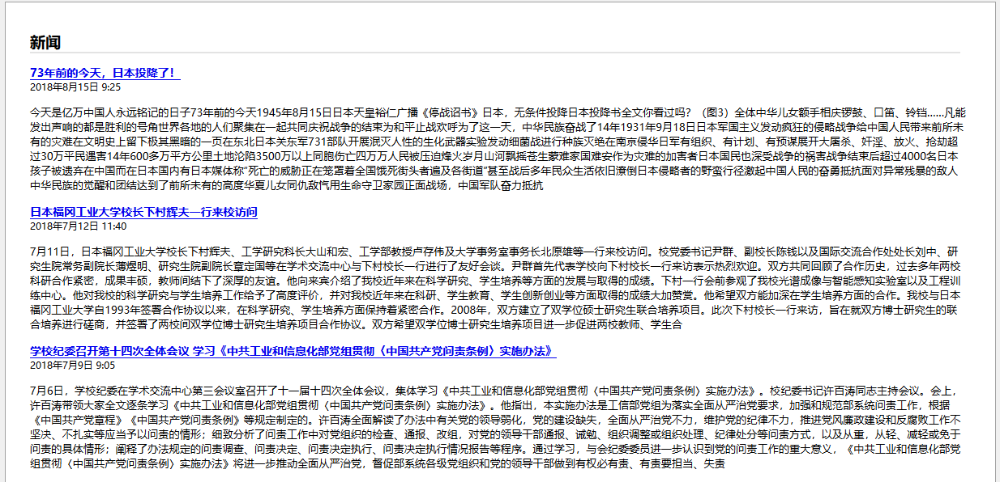 新闻
73年前的今天，日本投降了！
2018年8月15日 9:25
今天是亿万中国人永远铭记的日子73年前的今天1945年8月15日日本天皇裕仁广播《停战诏书》日本，无条件投降日本投降书全文你看过吗？（图3）全体中华儿女额手相庆锣鼓、口笛、铃铛……凡能
发出声响的都是胜利的号角世界各地的人们聚集在一起共同庆祝战争的结束为和平止战欢呼为了这一天，中华民族奋战了14年1931年9月18日日本军国主义发动疯狂的侵略战争给中国人民带来前所未
有的灾难在文明史上留下极其黑暗的一页在东北日本关东军731部队开展泯灭人性的生化武器实验发动细菌战进行种族灭绝在南京侵华日军有组织、有计划、有预谋展开大屠杀、奸淫、放火、抢劫超
过30万平民遇害14年600多万平方公里土地沦陷3500万以上同胞伤亡四万万人民被压迫烽火岁月山河飘摇苍生蒙难家国难安作为灾难的加害者日本国民也深受战争的祸害战争结束后超过4000名日本
孩子被遗弃在中国而在日本国内有日本媒体称“死亡的威胁正在笼罩着全国饿死街头者遍及各街道”甚至战后多年民众生活依旧潦倒日本侵略者的野蛮行径激起中国人民的奋勇抵抗面对异常残暴的敌人
中华民族的觉醒和团结达到了前所未有的高度华夏儿女同仇敌忾用生命守卫家园正面战场，中国军队奋力抵抗
日本福冈工业大学校长下村辉夫一行来校访问
2018年7月12日 11:40
7月11日，日本福冈工业大学校长下村辉夫、工学研究科长大山和宏、工学部教授卢存伟及大学事务室事务长北原雄等一行来校访问。校党委书记尹群、副校长陈钱以及国际交流合作处处长刘中、研
究生院常务副院长薄煜明、研究生院副院长章定国等在学术交流中心与下村校长一行进行了友好会谈。尹群首先代表学校向下村校长一行来访表示热烈欢迎。双方共同回顾了合作历史，过去多年两校
科研合作紧密，成果丰硕，教师间结下了深厚的友谊。他向来宾介绍了我校近年来在科学研究、学生培养等方面的发展与取得的成绩。下村一行会前参观了我校光谱成像与智能感知实验室以及工程训
练中心。他对我校的科学研究与学生培养工作给予了高度评价，并对我校近年来在科研、学生教育、学生创新创业等方面取得的成绩大加赞赏。他希望双方能加深在学生培养方面的合作。我校与日本
福冈工业大学自1993年签署合作协议以来，在科学研究、学生培养方面保持着紧密合作。2008年，双方建立了双学位硕士研究生联合培养项目。此次下村校长一行来访，旨在就双方博士研究生的联
合培养进行磋商，并签署了两校间双学位博士研究生培养项目合作协议。双方希望双学位博士研究生培养项目进一步促进两校教师、学生合
学校纪委召开第十四次全体会议 学习《中共工业和信息化部党组贯彻〈中国共产党问责条例〉实施办法》
2018年7月9日 9:05
7月6日，学校纪委在学术交流中心第三会议室召开了十一届十四次全体会议，集体学习《中共工业和信息化部党组贯彻〈中国共产党问责条例〉实施办法》。校纪委书记许百涛同志主持会议。会上，
许百涛带领大家全文逐条学习《中共工业和信息化部党组贯彻〈中国共产党问责条例〉实施办法》。他指出，本实施办法是工信部党组为落实全面从严治党要求，加强和规范部系统问责工作，根据
《中国共产党章程》《中国共产党问责条例》等规定制定的。许百涛全面解读了办法中有关党的领导弱化，党的建设缺失，全面从严治党不力，维护党的纪律不力，推进党风廉政建设和反腐败工作不
坚决、不扎实等应当予以问责的情形；细致分析了问责工作中对党组织的检查、通报、改组，对党的领导干部通报、诫勉、组织调整或组织处理、纪律处分等问责方式，以及从重，从轻、减轻或免于
问责的具体情形；阐释了办法规定的问责调查、问责决定、问责决定执行、问责决定执行情况报告等程序。通过学习，与会纪委委员进一步认识到党的问责工作的重大意义，《中共工业和信息化部党
组贯彻〈中国共产党问责条例〉实施办法》将进一步推动全面从严治党，督促部系统各级党组织和党的领导干部做到有权必有责、有责要担当、失责